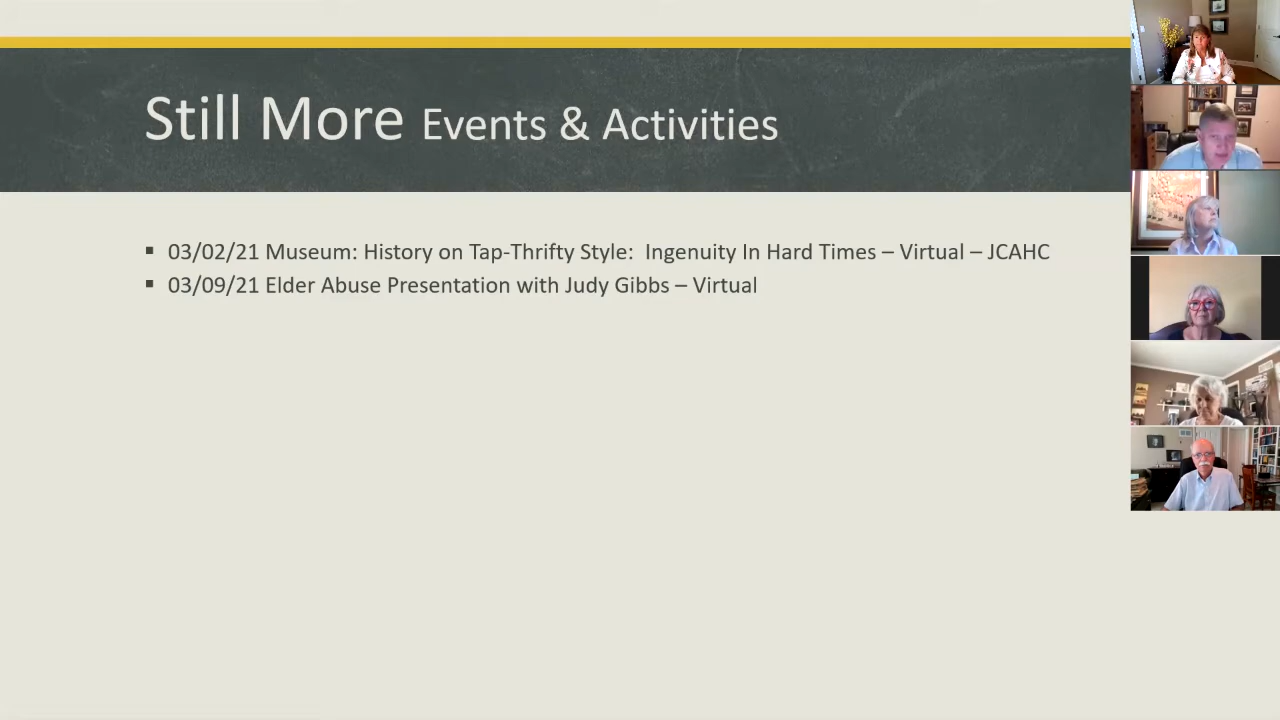 Still More Events & Activities
▪ 03/02/21 Museum: History on Tap-Thrifty Style:  Ingenuity In Hard Times – Virtual – JCAHC
▪ 03/09/21 Elder Abuse Presentation with Judy Gibbs – Virtual